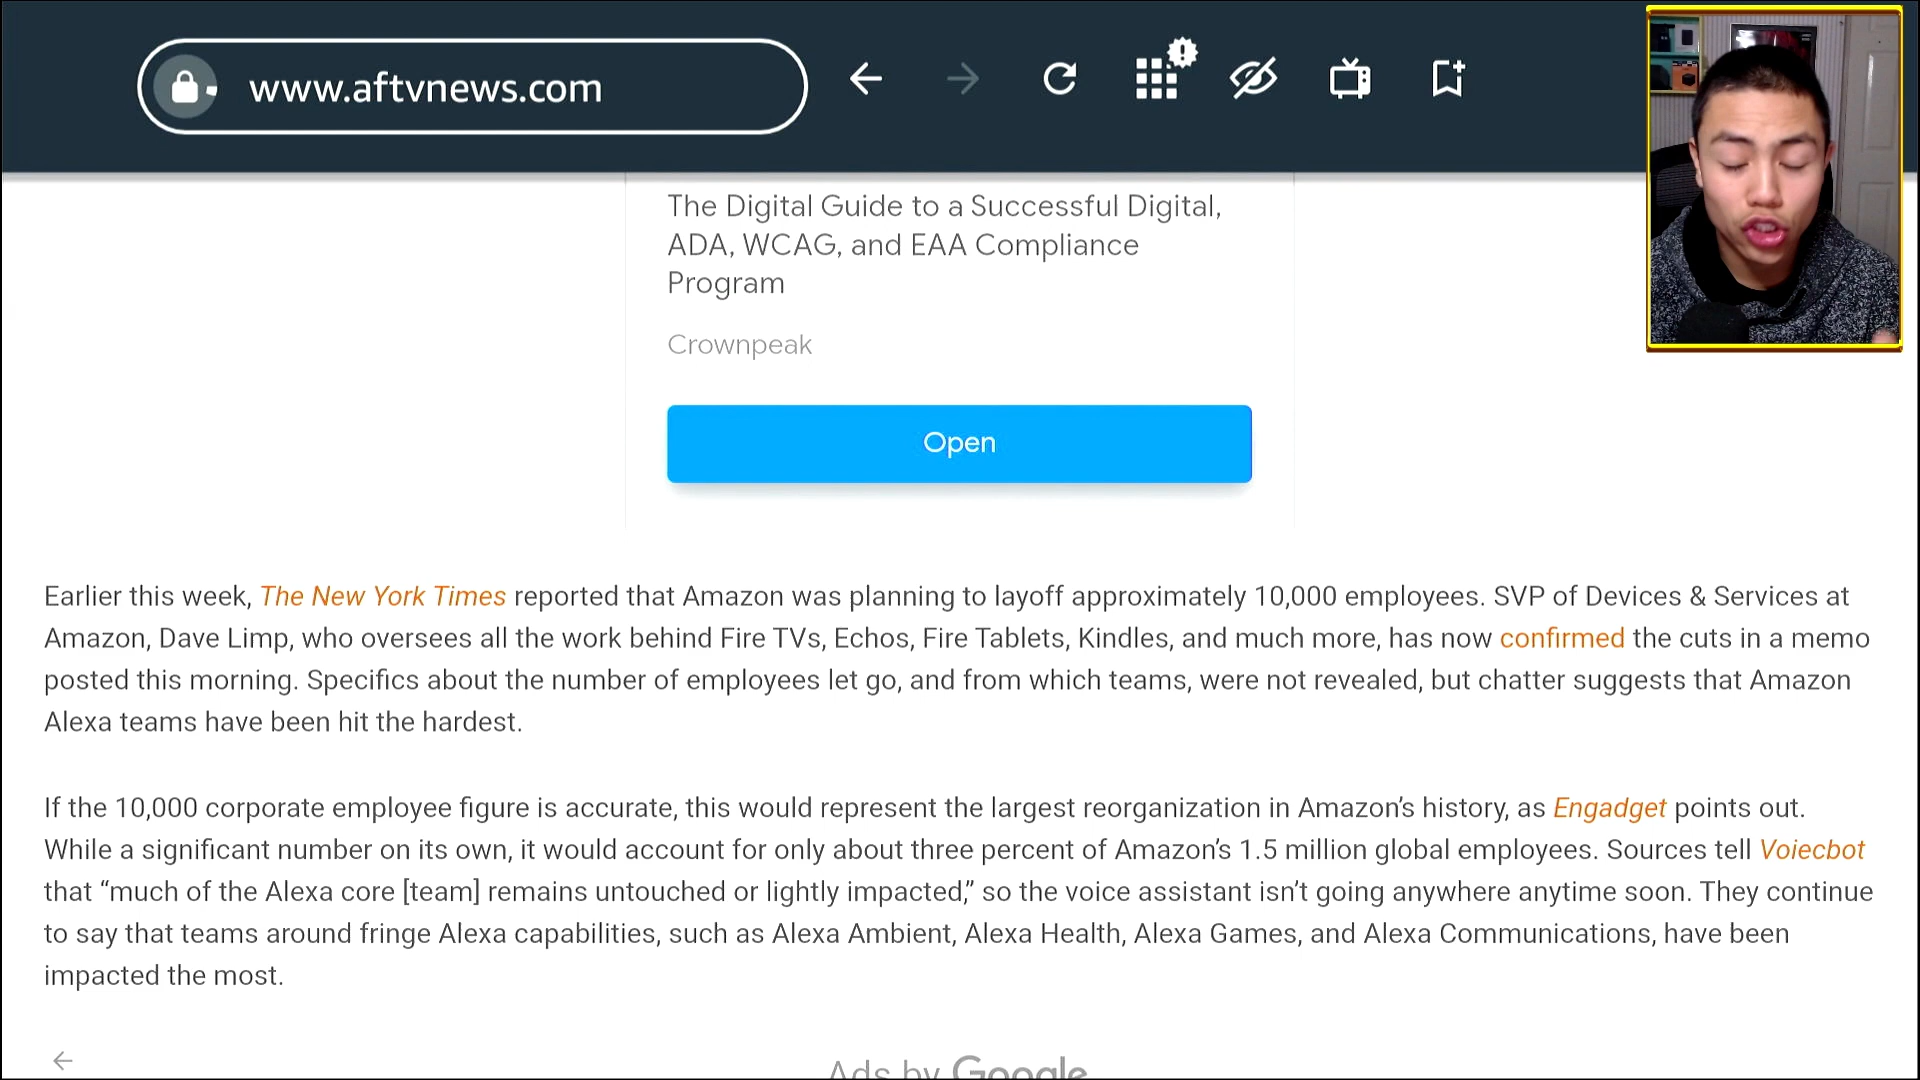 www.aftvnews.com
The Digital Guide to a Successful Digital,
ADA, WCAG, and EAA Compliance
Program
Crownpeak
Open
Earlier this week, The New York Times reported that Amazon was planning to layoff approximately 10,000 employees. SVP of Devices & Services at
Amazon, Dave Limp, who oversees all the work behind Fire TVs, Echos, Fire Tablets, Kindles, and much more, has now confirmed the cuts in a memo
posted this morning. Specifics about the number of employees let go, and from which teams, were not revealed, but chatter suggests that Amazon
Alexa teams have been hit the hardest.
If the 10,000 corporate employee figure is accurate, this would represent the largest reorganization in Amazon’s history, as Engadget points out.
While a significant number on its own, it would account for only about three percent of Amazon’s 1.5 million global employees. Sources tell Voiecbot
that “much of the Alexa core [team] remains untouched or lightly impacted,” so the voice assistant isn’t going anywhere anytime soon. They continue
to say that teams around fringe Alexa capabilities, such as Alexa Ambient, Alexa Health, Alexa Games, and Alexa Communications, have been
impacted the most.
Ads by Google